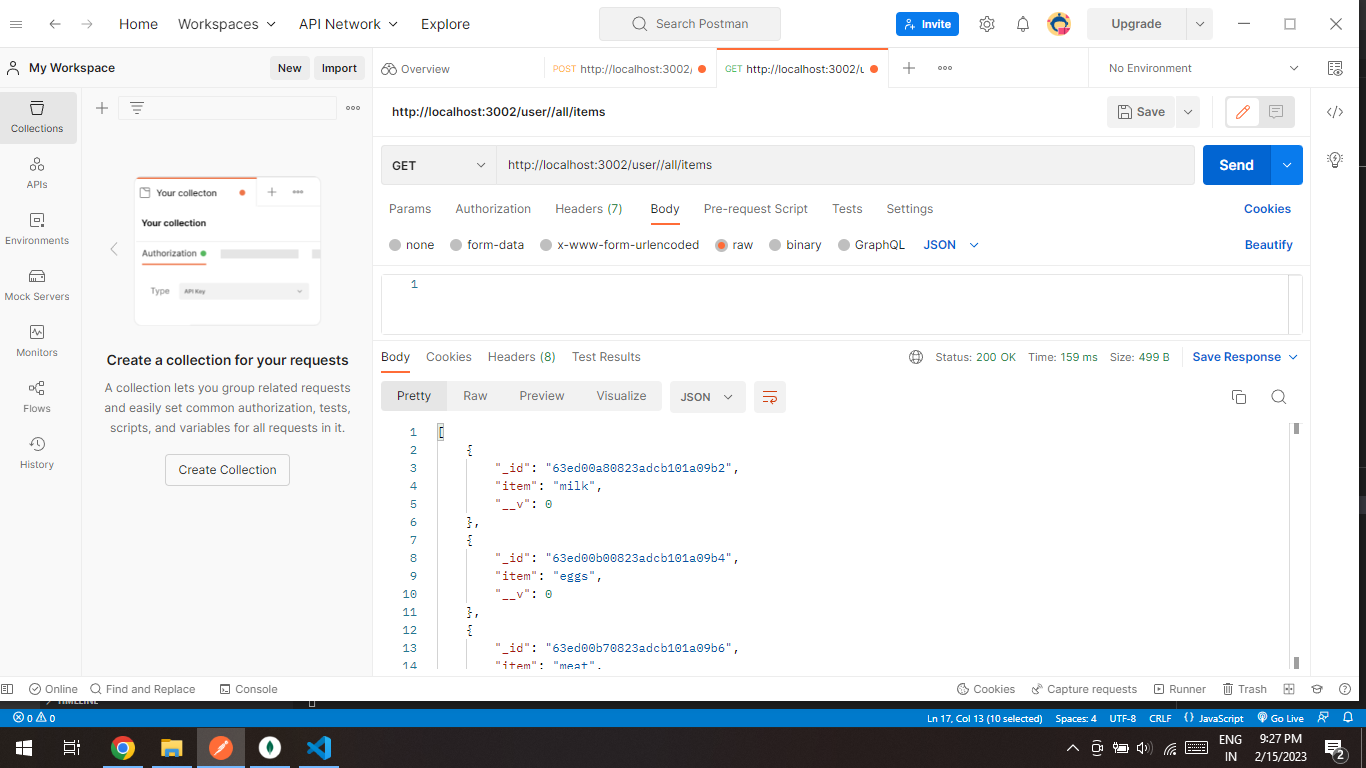 Home Workspaces API Network Explore Search Postman Invite Upgrade
My Workspace New Import Overview POST http://localhost:3002/ GET http://localhost:3002/u No Environment
Collections
APIs
Environments
Mock Servers
Monitors
Flows
History
Your collecton
Your collection
Authorization
Type API Key
Create a collection for your requests
A collection lets you group related requests
and easily set common authorization, tests,
scripts, and variables for all requests in it.
Create Collection
http://localhost:3002/user//all/items Save
GET http://localhost:3002/user//all/items Send
Params Authorization Headers (7) Body Pre-request Script Tests Settings Cookies
none form-data x-www-form-urlencoded raw binary GraphQL JSON Beautify
1
Body Cookies Headers (8) Test Results Status: 200 OK Time: 159 ms Size: 499 B Save Response
Pretty Raw Preview Visualize JSON
1 [
2 {
3 "_id": "63ed00a80823adcb101a09b2",
4 "item": "milk",
5 "__v": 0
6 },
7 {
8 "_id": "63ed00b00823adcb101a09b4",
9 "item": "eggs",
10 "__v": 0
11 },
12 {
13 "_id": "63ed00b70823adcb101a09b6",
14 "item": "meat",
Online Find and Replace Console Cookies Capture requests Runner Trash
TIMELINE
0 0 Ln 17, Col 13 (10 selected) Spaces: 4 UTF-8 CRLF {} JavaScript Go Live
ENG 9:27 PM
IN 2/15/2023 2